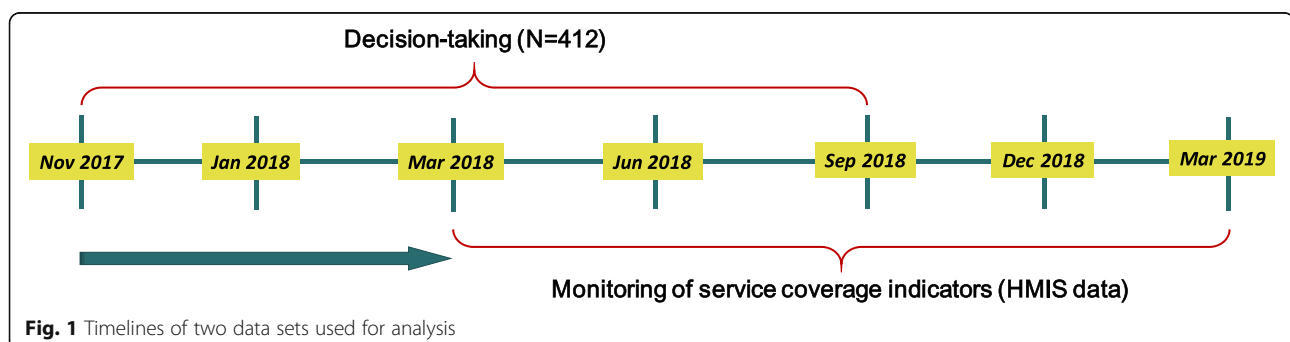 Decision-taking (N=412)
Nov 2017 Jan 2018 Mar 2018 Jun 2018 Sep 2018 Dec 2018 Mar 2019
Monitoring of service coverage indicators (HMIS data)
Fig. 1 Timelines of two data sets used for analysis